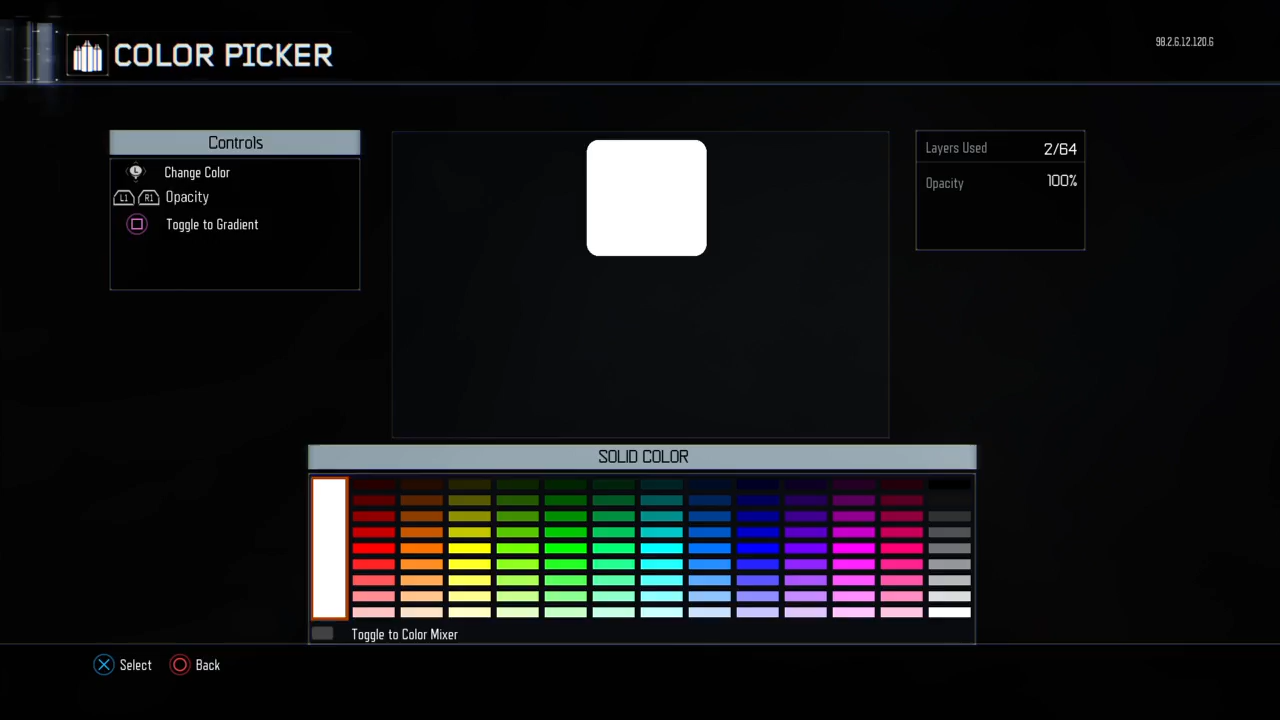 COLOR PICKER
98.2.6.12.120.6
Controls
L Change Color
L1 R1 Opacity
Toggle to Gradient
Layers Used 2/64
Opacity 100%
SOLID COLOR
Toggle to Color Mixer
Select Back